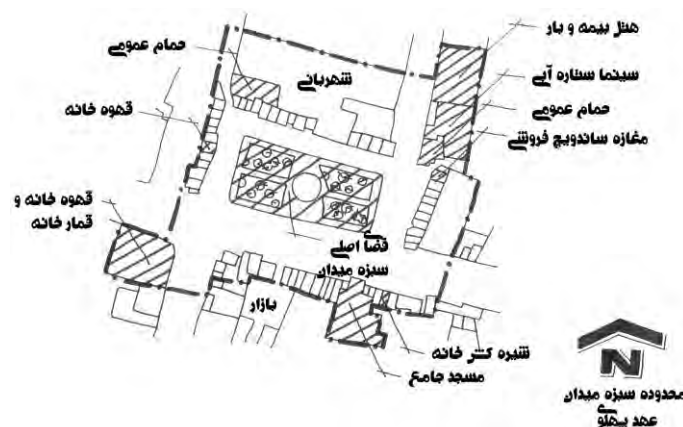 هتل بیمه و بار
حمام عمومی
شهربانی
سینما ستاره آبی
قهوه خانه
حمام عمومی
مغازه ساندویچ فروشی
قهوه خانه و
قمار خانه
فضای اصلی
سبزه میدان
بازار
شیره کش خانه
مسجد جامع
N
محدوده سبزه میدان
عهد پهلوی